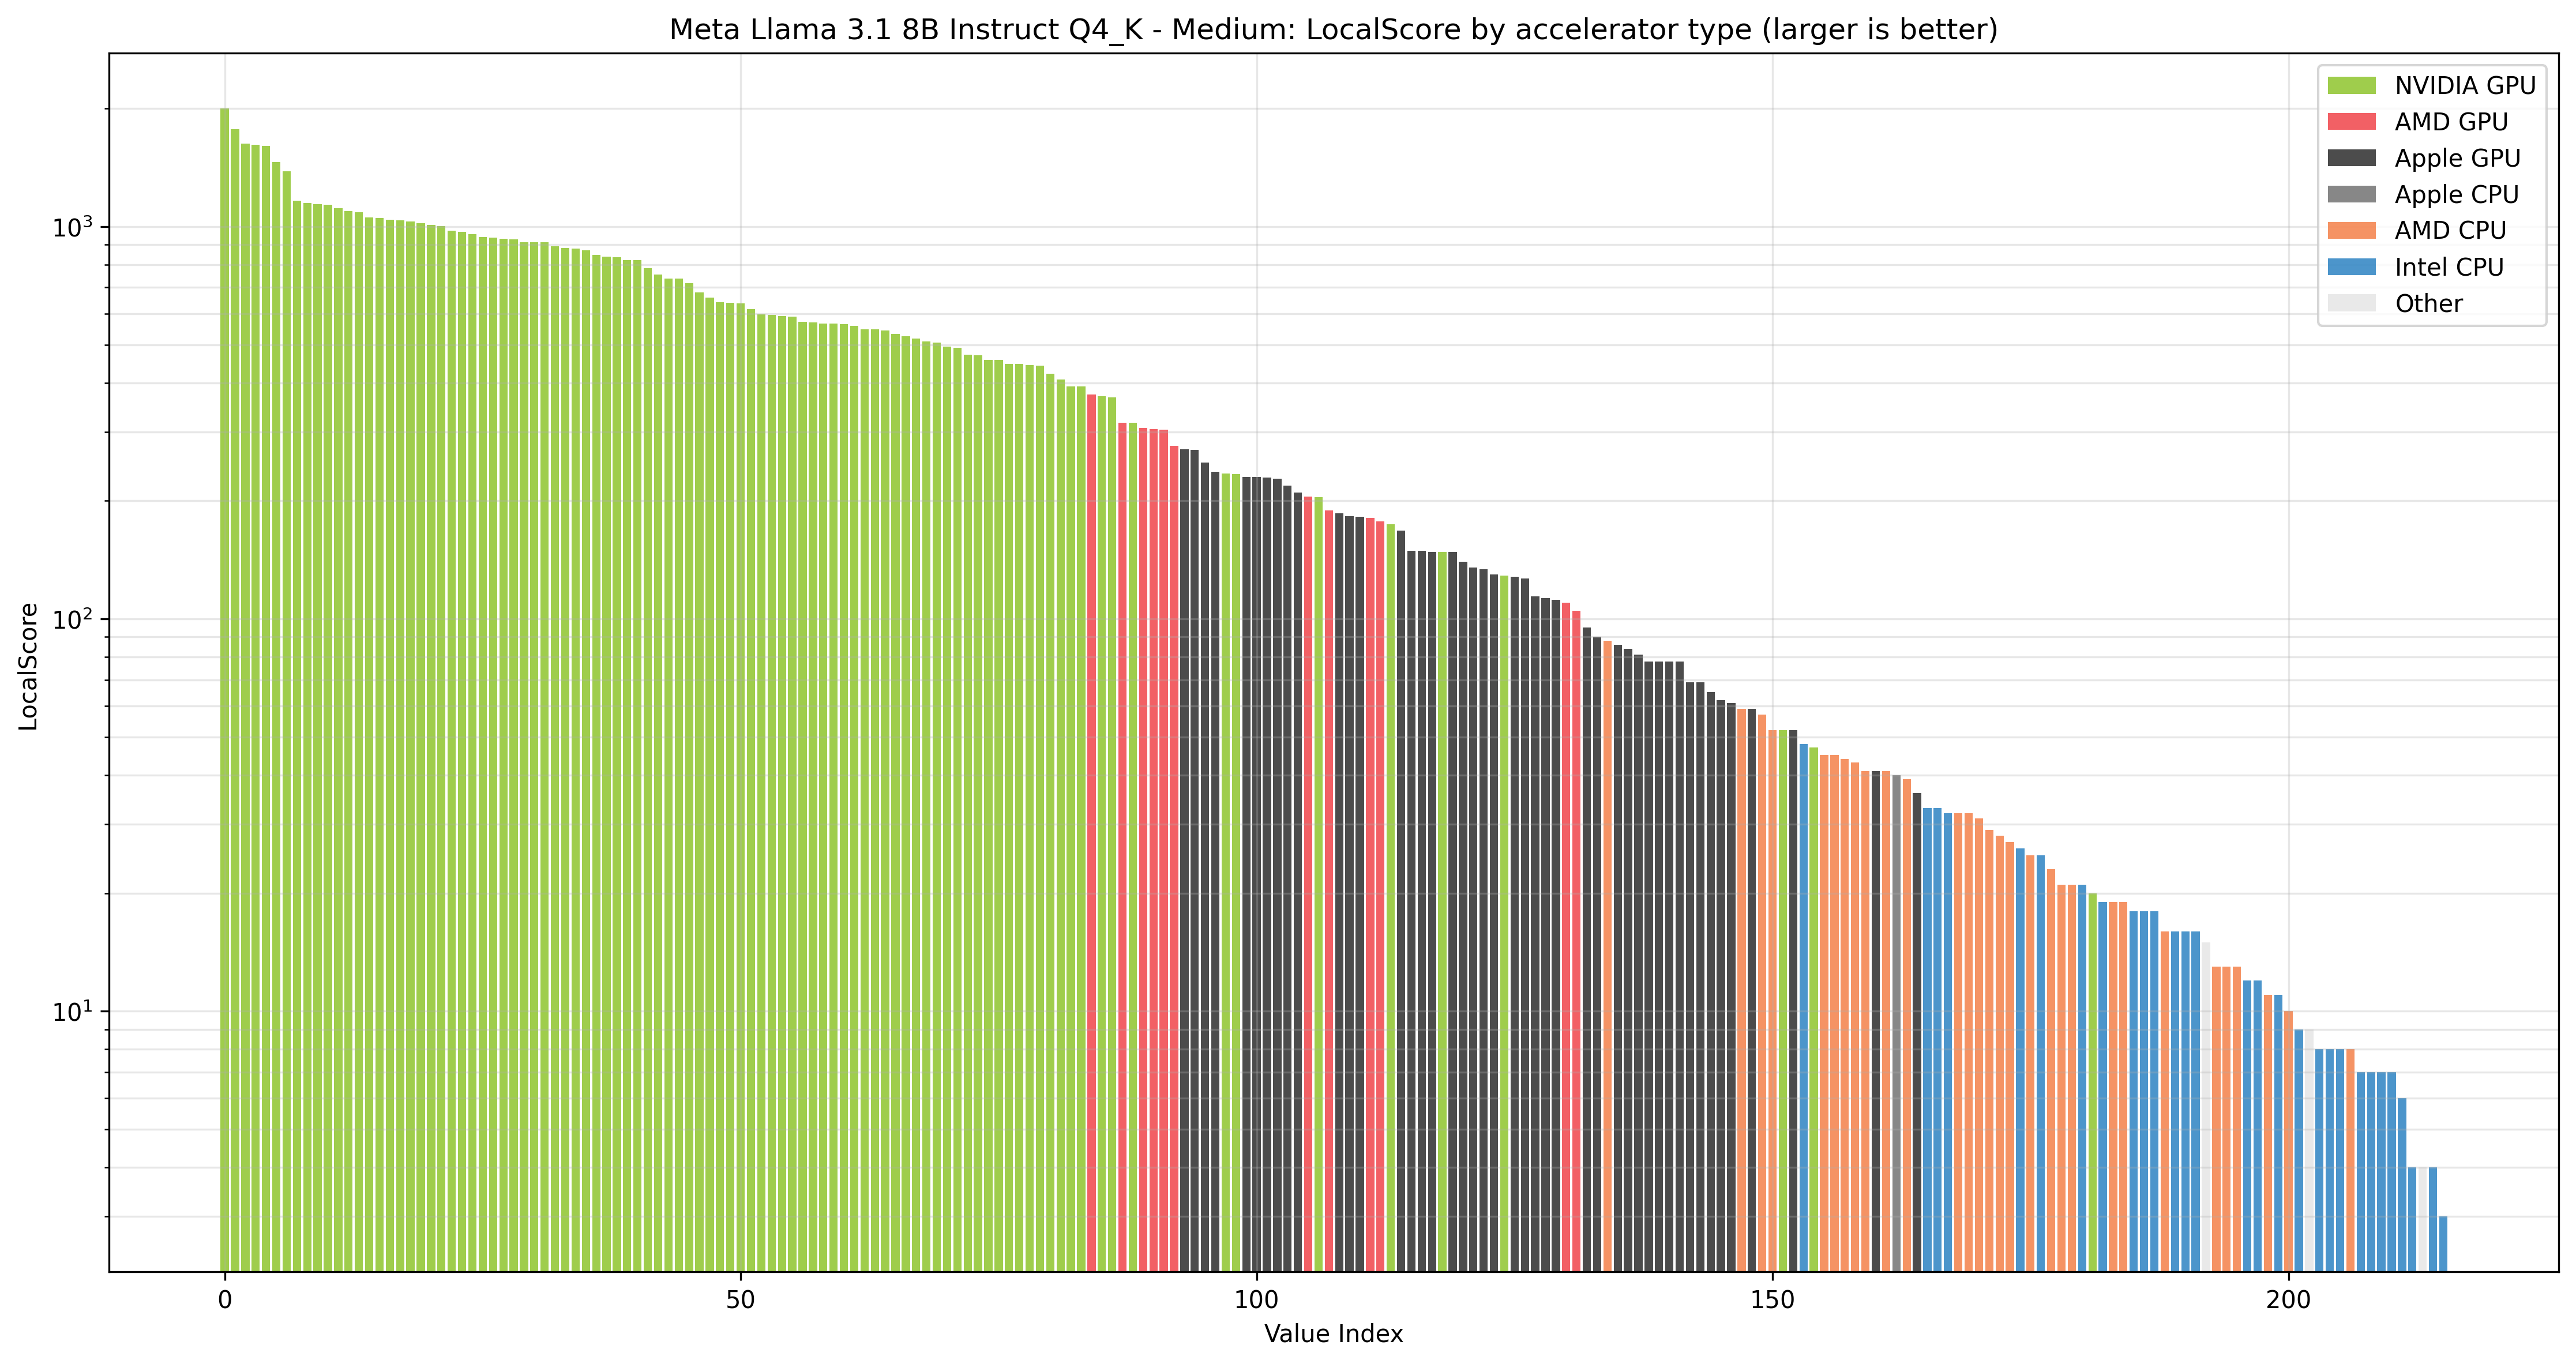 Meta Llama 3.1 8B Instruct Q4_K - Medium: LocalScore by accelerator type (larger is better)
NVIDIA GPU
AMD GPU
Apple GPU
Apple CPU
AMD CPU
Intel CPU
Other
LocalScore
10³
10²
10¹
0 50 100 150 200
Value Index